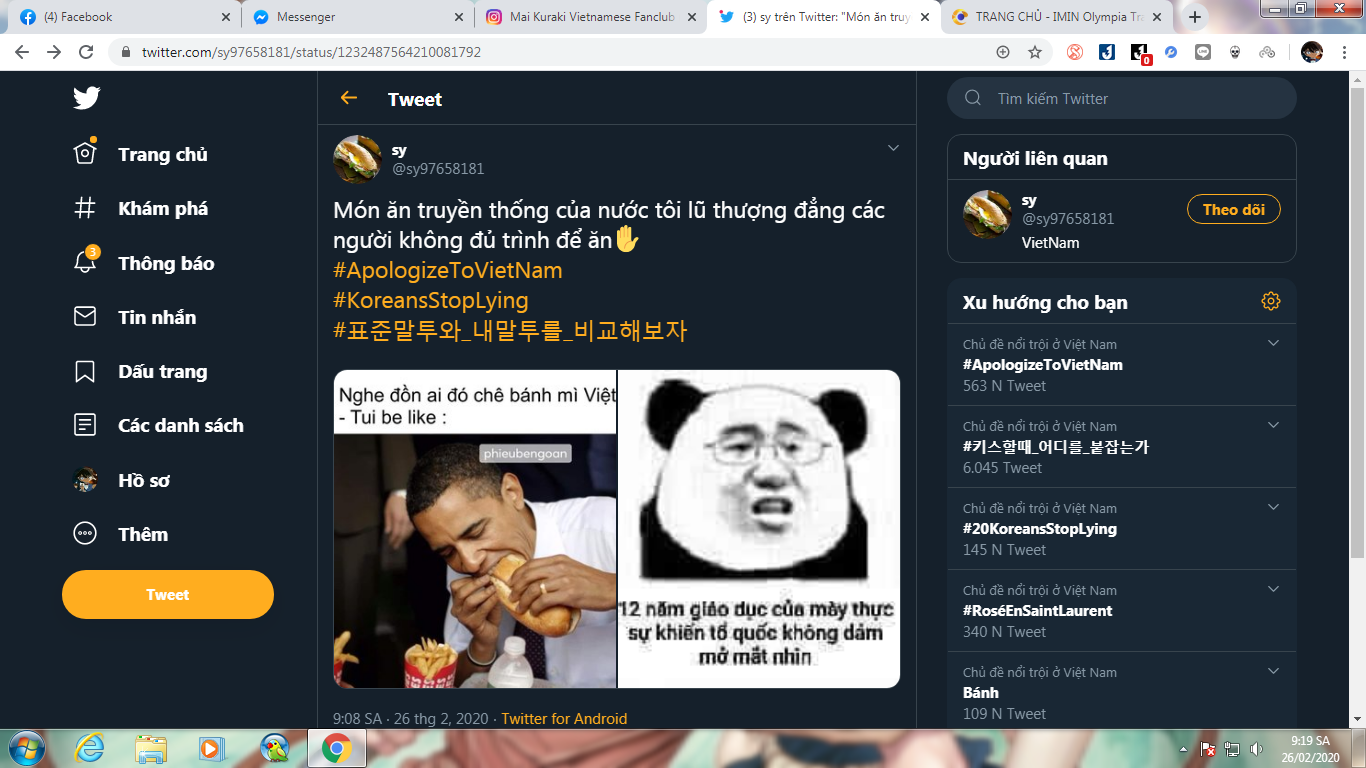 (4) Facebook
Messenger
Mai Kuraki Vietnamese Fanclub
(3) sy trên Twitter: "Món ăn truy
TRANG CHỦ - IMIN Olympia Tra
twitter.com/sy97658181/status/1232487564210081792
0
Trang chủ
Khám phá
3
Thông báo
Tin nhắn
Dấu trang
Các danh sách
Hồ sơ
Thêm
Tweet
Tweet
sy
@sy97658181
Món ăn truyền thống của nước tôi lũ thượng đẳng các
người không đủ trình để ăn✋
#ApologizeToVietNam
#KoreansStopLying
#표준말투와_내말투를_비교해보자
Nghe đồn ai đó chê bánh mì Việt
- Tui be like :
phieubengoan
12 năm giáo dục của mày thực
sự khiến tổ quốc không dám
mở mắt nhìn
9:08 SA · 26 thg 2, 2020 · Twitter for Android
Tìm kiếm Twitter
Người liên quan
sy
@sy97658181
VietNam
Theo dõi
Xu hướng cho bạn
Chủ đề nổi trội ở Việt Nam
#ApologizeToVietNam
563 N Tweet
Chủ đề nổi trội ở Việt Nam
#키스할때_어디를_붙잡는가
6.045 Tweet
Chủ đề nổi trội ở Việt Nam
#20KoreansStopLying
145 N Tweet
Chủ đề nổi trội ở Việt Nam
#RoséEnSaintLaurent
340 N Tweet
Chủ đề nổi trội ở Việt Nam
Bánh
109 N Tweet
9:19 SA
26/02/2020